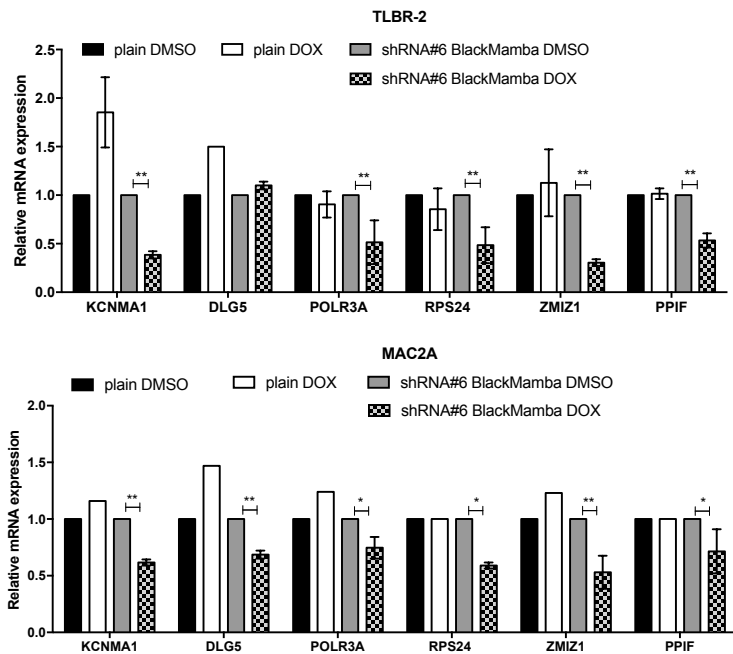 TLBR-2
plain DMSO plain DOX shRNA#6 BlackMamba DMSO
shRNA#6 BlackMamba DOX
Relative mRNA expression
2.5
2.0
1.5
1.0
0.5
0.0
** ** ** ** **
KCNMA1 DLG5 POLR3A RPS24 ZMIZ1 PPIF
MAC2A
plain DMSO plain DOX shRNA#6 BlackMamba DMSO
shRNA#6 BlackMamba DOX
Relative mRNA expression
2.0
1.5
1.0
0.5
0.0
** ** * * ** *
KCNMA1 DLG5 POLR3A RPS24 ZMIZ1 PPIF